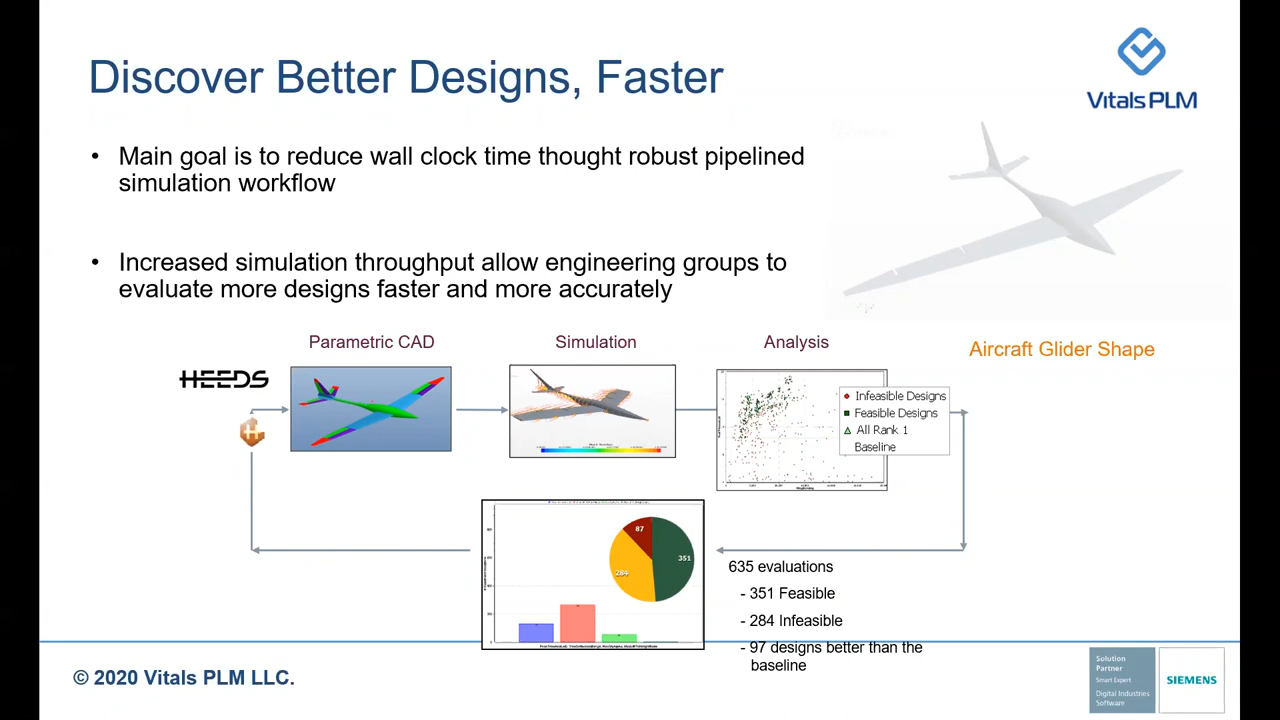 Discover Better Designs, Faster
Vitals PLM
• Main goal is to reduce wall clock time thought robust pipelined
simulation workflow
• Increased simulation throughput allow engineering groups to
evaluate more designs faster and more accurately
Parametric CAD
Simulation
Analysis
Aircraft Glider Shape
HEEDS
H
Infeasible Designs
Feasible Designs
All Rank 1
Baseline
87
351
284
635 evaluations
- 351 Feasible
- 284 Infeasible
- 97 designs better than the
baseline
© 2020 Vitals PLM LLC.
Solution
Partner
Smart Expert
Digital Industries
Software
SIEMENS